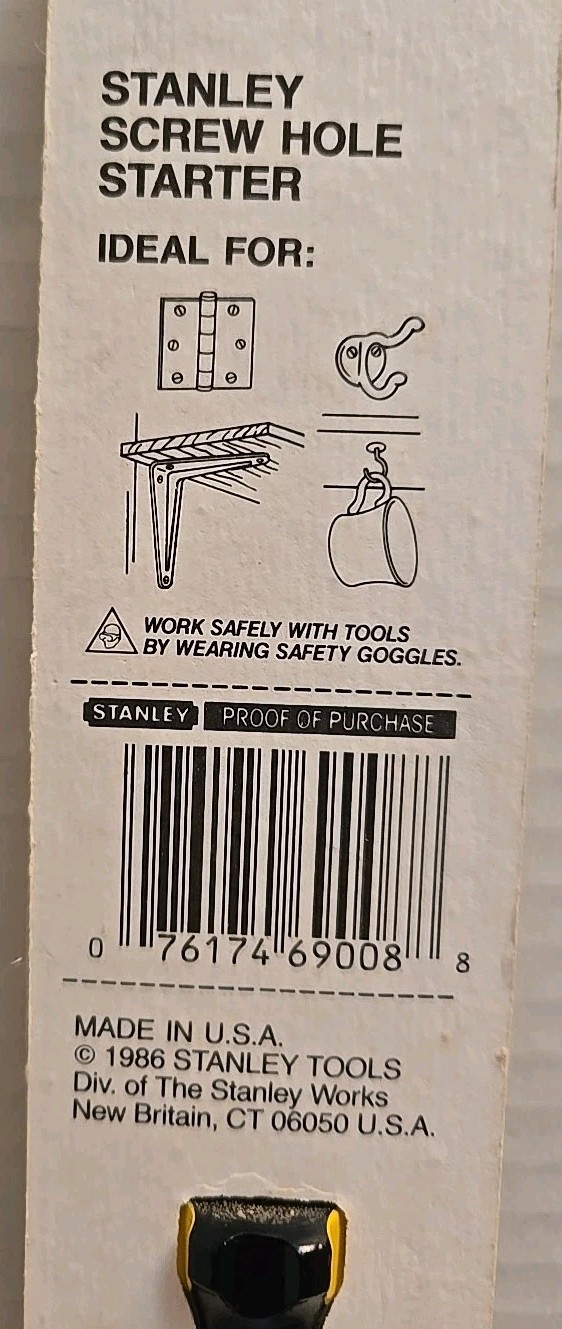 STANLEY
SCREW HOLE
STARTER
IDEAL FOR:
WORK SAFELY WITH TOOLS
BY WEARING SAFETY GOGGLES.
STANLEY PROOF OF PURCHASE
0 76174 69008 8
MADE IN U.S.A.
© 1986 STANLEY TOOLS
Div. of The Stanley Works
New Britain, CT 06050 U.S.A.